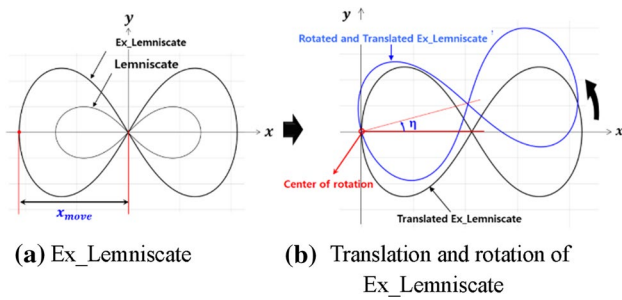 y
Ex_Lemniscate
Lemniscate
x
x_move
(a) Ex_Lemniscate
y
Rotated and Translated Ex_Lemniscate '
η
x
Center of rotation
Translated Ex_Lemniscate
(b) Translation and rotation of
Ex_Lemniscate